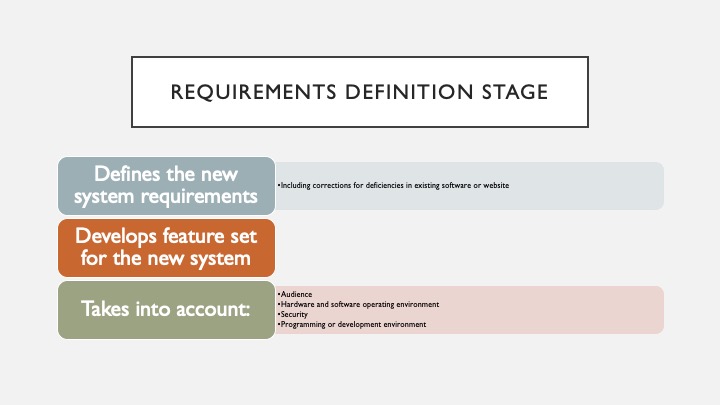 REQUIREMENTS DEFINITION STAGE
Defines the new
system requirements
•Including corrections for deficiencies in existing software or website
Develops feature set
for the new system
Takes into account:
•Audience
•Hardware and software operating environment
•Security
•Programming or development environment